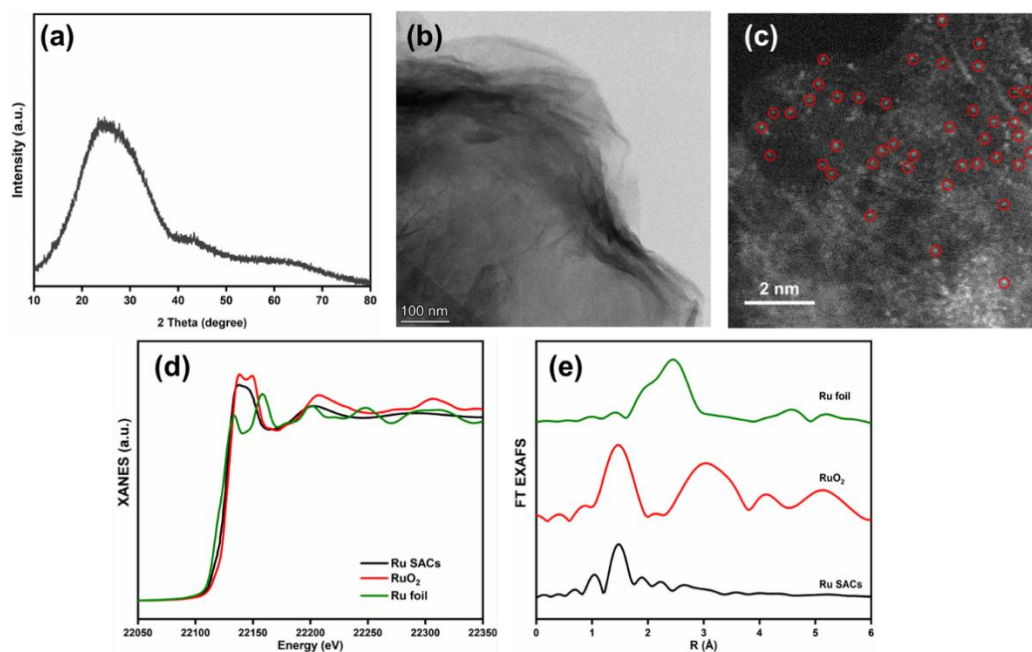 (a)
Intensity (a.u.)
10 20 30 40 50 60 70 80
2 Theta (degree)
(b)
100 nm
(c)
2 nm
(d)
XANES (a.u.)
Ru SACs
RuO₂
Ru foil
22050 22100 22150 22200 22250 22300 22350
Energy (eV)
(e)
FT EXAFS
Ru foil
RuO₂
Ru SACs
0 1 2 3 4 5 6
R (Å)